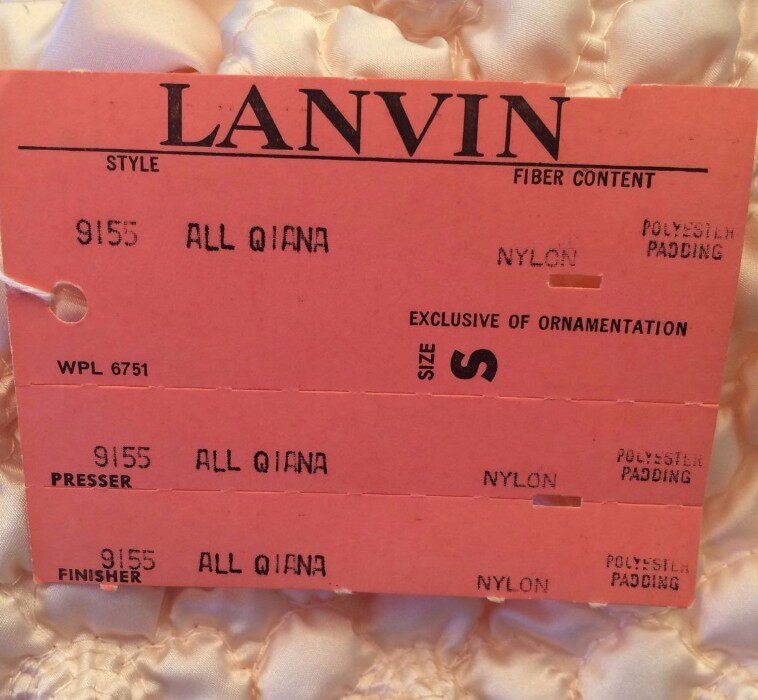 LANVIN
STYLE FIBER CONTENT
9155 ALL QIANA NYLON POLYESTER PADDING
EXCLUSIVE OF ORNAMENTATION
WPL 6751 SIZE S
9155 ALL QIANA NYLON POLYESTER PADDING
PRESSER
9155 ALL QIANA NYLON POLYESTER PADDING
FINISHER